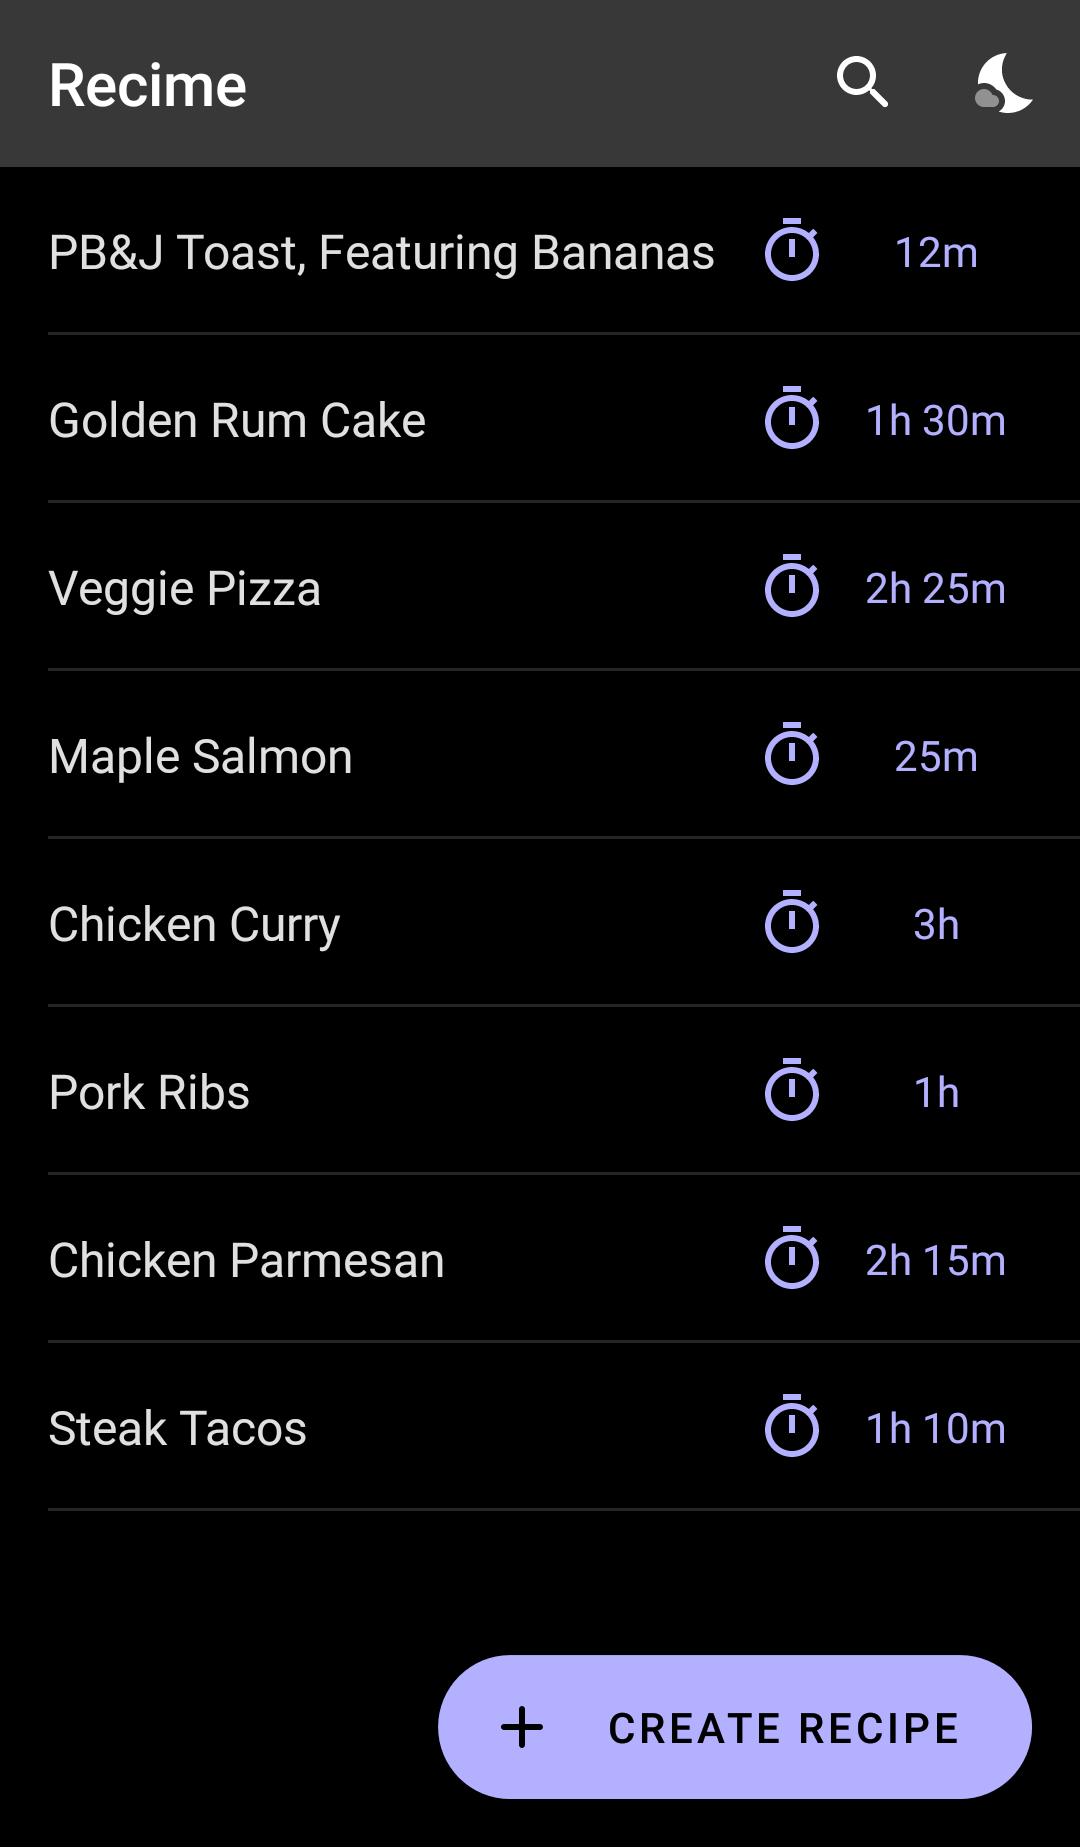 Recime
PB&J Toast, Featuring Bananas 12m
Golden Rum Cake 1h 30m
Veggie Pizza 2h 25m
Maple Salmon 25m
Chicken Curry 3h
Pork Ribs 1h
Chicken Parmesan 2h 15m
Steak Tacos 1h 10m
CREATE RECIPE